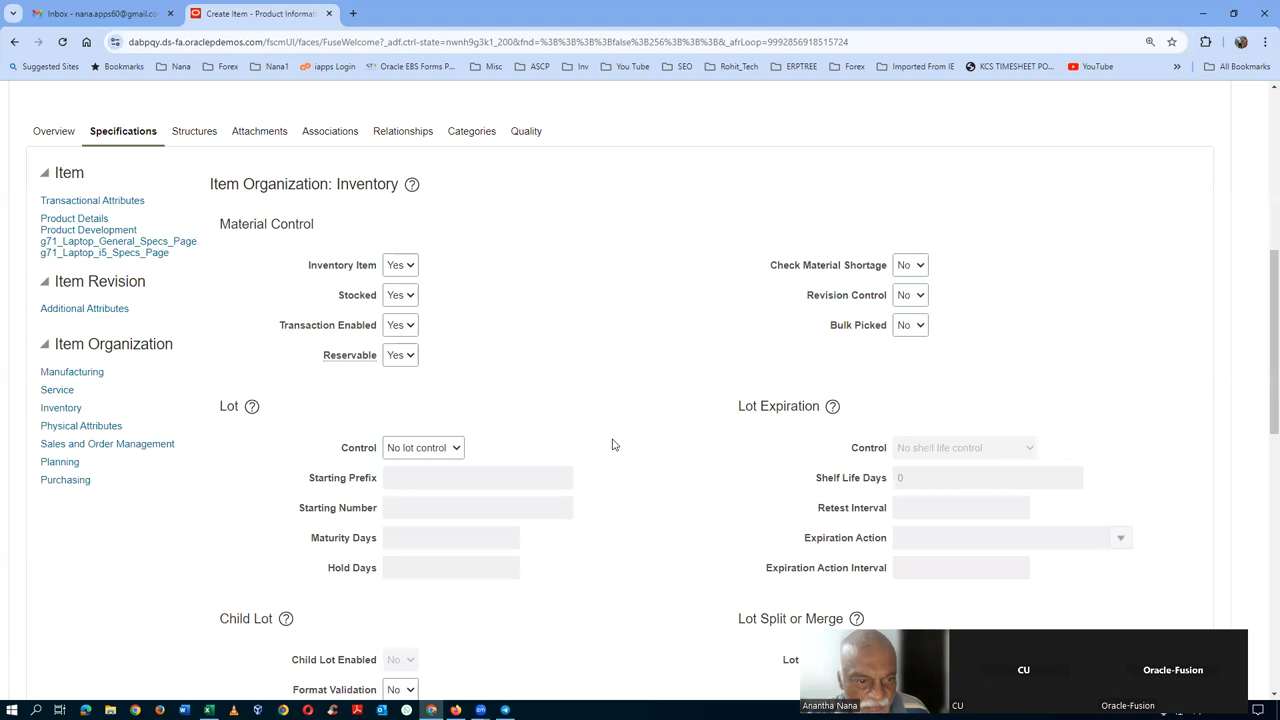 Inbox - nana.apps60@gmail.co
Create Item - Product Informati
dabpqy.ds-fa.oraclepdemos.com/fscmUI/faces/FuseWelcome?_adf.ctrl-state=nwnh9g3k1_200&fnd=%3B%3B%3B%3Bfalse%3B256%3B%3B%3B&_afrLoop=9992856918515724
Suggested Sites
Bookmarks
Nana
Forex
Nana1
iapps Login
Oracle EBS Forms P...
Misc
ASCP
Inv
You Tube
SEO
Rohit_Tech
ERPTREE
Forex
Imported From IE
KCS TIMESHEET PO...
YouTube
All Bookmarks
Overview
Specifications
Structures
Attachments
Associations
Relationships
Categories
Quality
Item
Transactional Attributes
Product Details
Product Development
g71_Laptop_General_Specs_Page
g71_Laptop_i5_Specs_Page
Item Revision
Additional Attributes
Item Organization
Manufacturing
Service
Inventory
Physical Attributes
Sales and Order Management
Planning
Purchasing
Item Organization: Inventory
Material Control
Inventory Item Yes
Stocked Yes
Transaction Enabled Yes
Reservable Yes
Check Material Shortage No
Revision Control No
Bulk Picked No
Lot
Control No lot control
Starting Prefix
Starting Number
Maturity Days
Hold Days
Lot Expiration
Control No shelf life control
Shelf Life Days 0
Retest Interval
Expiration Action
Expiration Action Interval
Child Lot
Child Lot Enabled No
Format Validation No
Lot Split or Merge
Lot
Anantha Nana
CU
CU
Oracle-Fusion
Oracle-Fusion